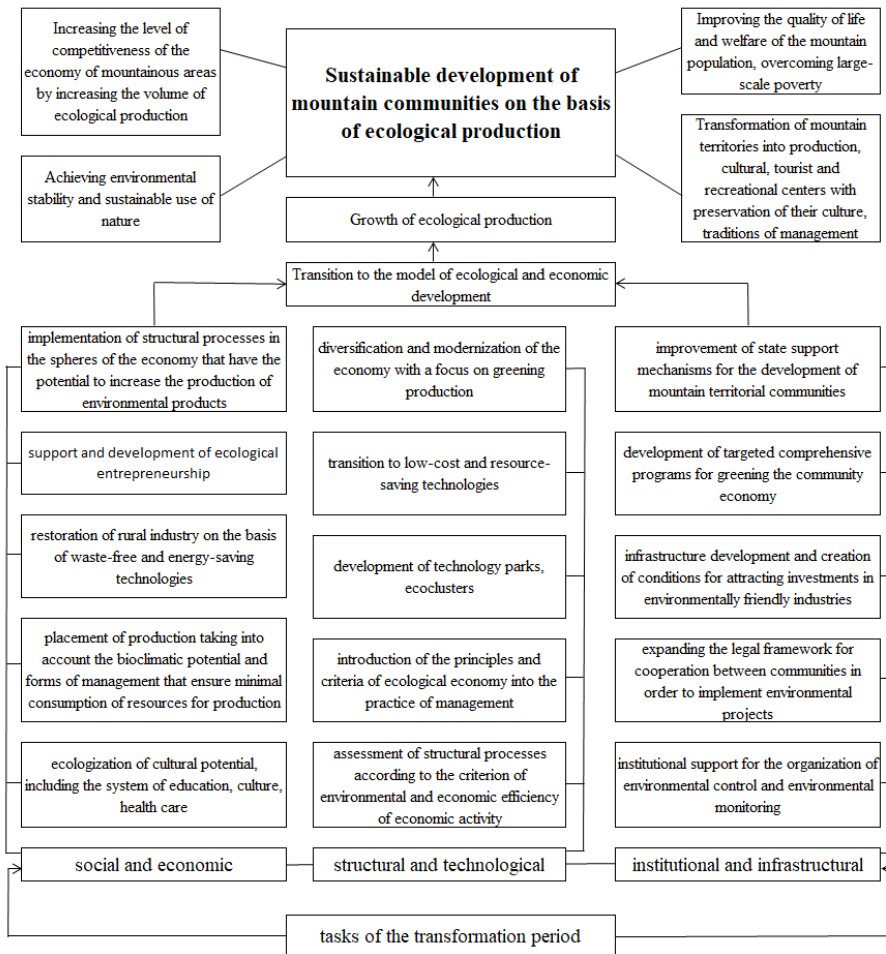 Increasing the level of
competitiveness of the
economy of mountainous areas
by increasing the volume of
ecological production
Sustainable development of
mountain communities on the basis
of ecological production
Improving the quality of life
and welfare of the mountain
population, overcoming large-
scale poverty
Achieving environmental
stability and sustainable use of
nature
Transformation of mountain
territories into production,
cultural, tourist and
recreational centers with
preservation of their culture,
traditions of management
Growth of ecological production
Transition to the model of ecological and economic
development
implementation of structural processes in
the spheres of the economy that have the
potential to increase the production of
environmental products
diversification and modernization of the
economy with a focus on greening
production
improvement of state support
mechanisms for the development of
mountain territorial communities
support and development of ecological
entrepreneurship
transition to low-cost and resource-
saving technologies
development of targeted comprehensive
programs for greening the community
economy
restoration of rural industry on the basis
of waste-free and energy-saving
technologies
development of technology parks,
ecoclusters
infrastructure development and creation
of conditions for attracting investments in
environmentally friendly industries
placement of production taking into
account the bioclimatic potential and
forms of management that ensure minimal
consumption of resources for production
introduction of the principles and
criteria of ecological economy into the
practice of management
expanding the legal framework for
cooperation between communities in
order to implement environmental
projects
ecologization of cultural potential,
including the system of education, culture,
health care
assessment of structural processes
according to the criterion of
environmental and economic efficiency
of economic activity
institutional support for the organization
of environmental control and environmental
monitoring
social and economic
structural and technological
institutional and infrastructural
tasks of the transformation period